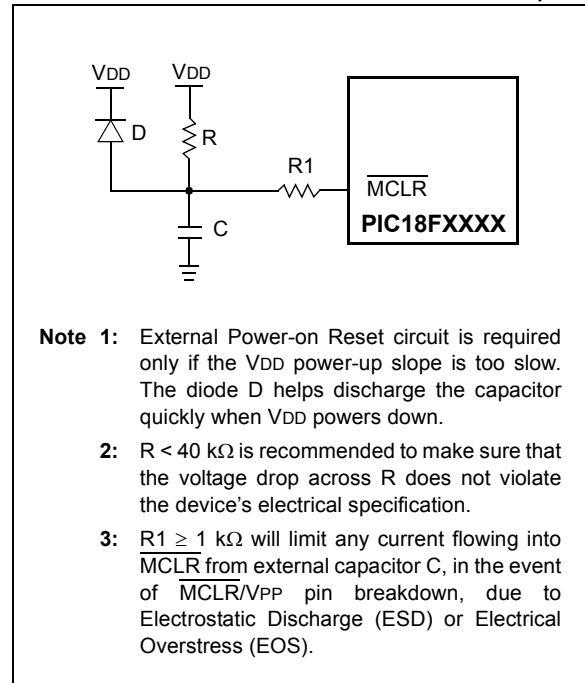 VDD VDD
D R
R1
C
MCLR
PIC18FXXXX
Note 1: External Power-on Reset circuit is required
only if the VDD power-up slope is too slow.
The diode D helps discharge the capacitor
quickly when VDD powers down.
2: R < 40 kΩ is recommended to make sure that
the voltage drop across R does not violate
the device’s electrical specification.
3: R1 ≥ 1 kΩ will limit any current flowing into
MCLR from external capacitor C, in the event
of MCLR/VPP pin breakdown, due to
Electrostatic Discharge (ESD) or Electrical
Overstress (EOS).